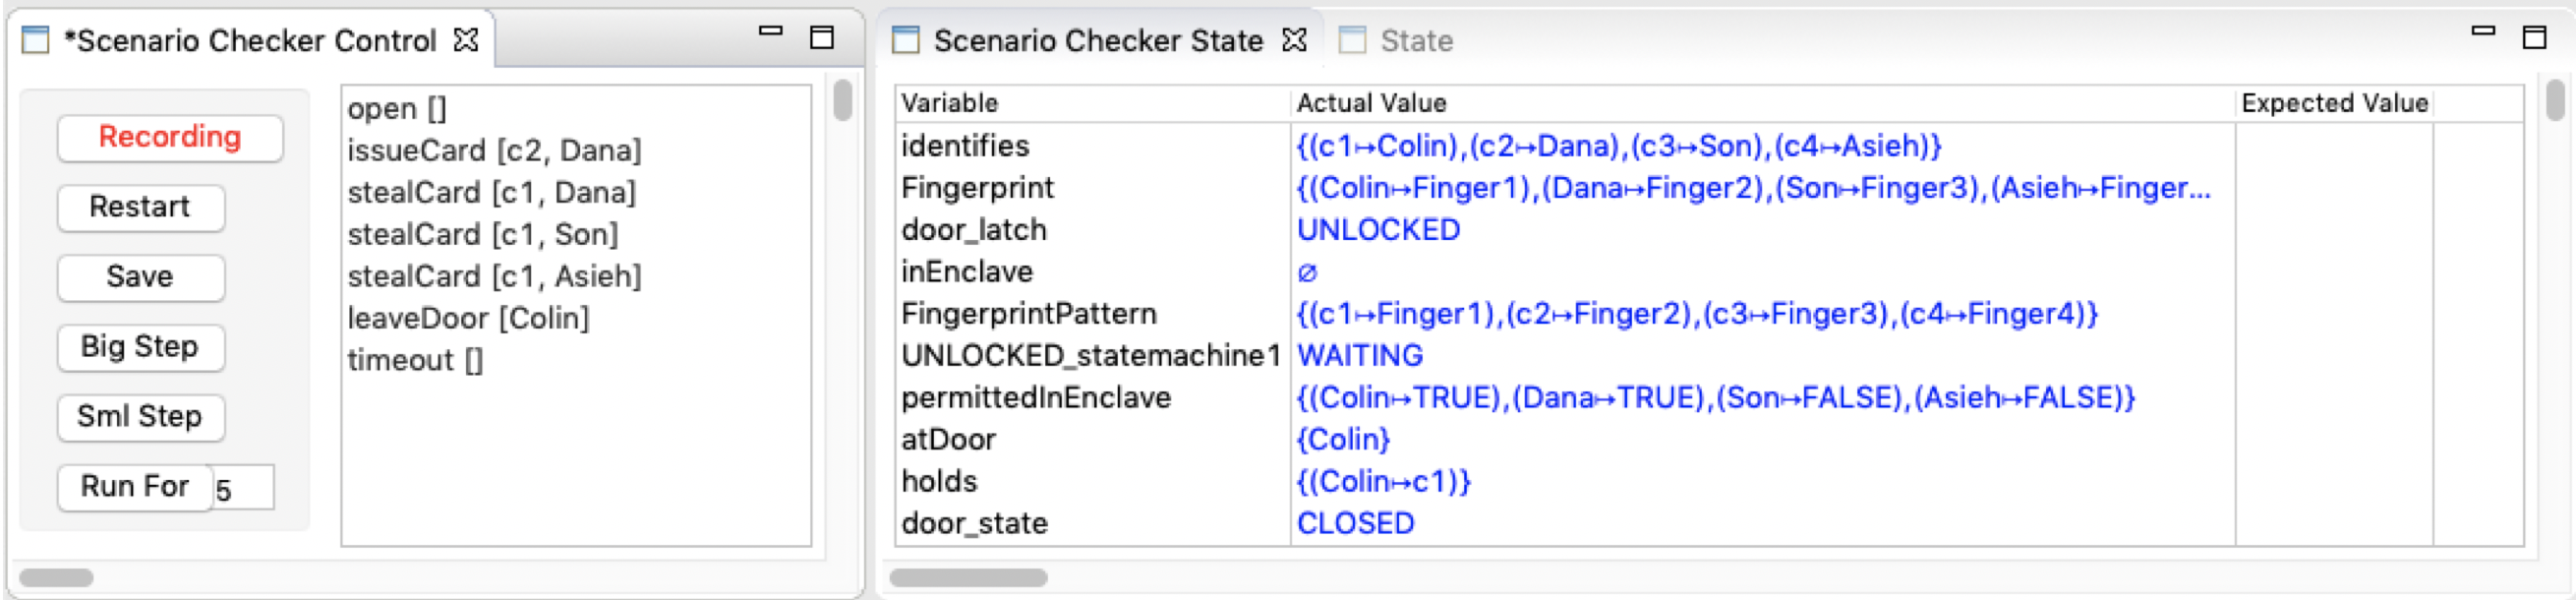 *Scenario Checker Control
Recording
Restart
Save
Big Step
Sml Step
Run For 5
open []
issueCard [c2, Dana]
stealCard [c1, Dana]
stealCard [c1, Son]
stealCard [c1, Asieh]
leaveDoor [Colin]
timeout []
Scenario Checker State State
Variable Actual Value Expected Value
identifies {(c1↦Colin),(c2↦Dana),(c3↦Son),(c4↦Asieh)}
Fingerprint {(Colin↦Finger1),(Dana↦Finger2),(Son↦Finger3),(Asieh↦Finger...
door_latch UNLOCKED
inEnclave ∅
FingerprintPattern {(c1↦Finger1),(c2↦Finger2),(c3↦Finger3),(c4↦Finger4)}
UNLOCKED_statemachine1 WAITING
permittedInEnclave {(Colin↦TRUE),(Dana↦TRUE),(Son↦FALSE),(Asieh↦FALSE)}
atDoor {Colin}
holds {(Colin↦c1)}
door_state CLOSED